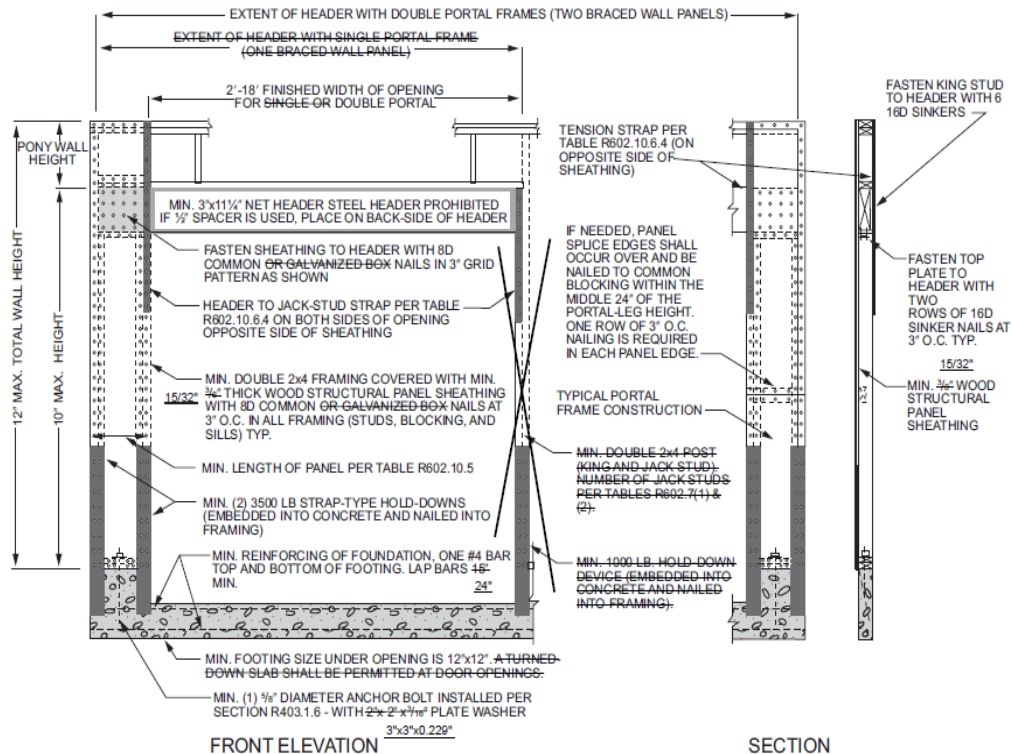 EXTENT OF HEADER WITH DOUBLE PORTAL FRAMES (TWO BRACED WALL PANELS)
EXTENT OF HEADER WITH SINGLE PORTAL FRAME
(ONE BRACED WALL PANEL)
2'-18' FINISHED WIDTH OF OPENING
FOR SINGLE OR DOUBLE PORTAL
PONY WALL
HEIGHT
12" MAX. TOTAL WALL HEIGHT
10" MAX. HEIGHT
MIN. 3"x11¼" NET HEADER STEEL HEADER PROHIBITED
IF ½" SPACER IS USED, PLACE ON BACK-SIDE OF HEADER
FASTEN SHEATHING TO HEADER WITH 8D
COMMON OR GALVANIZED BOX NAILS IN 3" GRID
PATTERN AS SHOWN
HEADER TO JACK-STUD STRAP PER TABLE
R602.10.6.4 ON BOTH SIDES OF OPENING
OPPOSITE SIDE OF SHEATHING
MIN. DOUBLE 2x4 FRAMING COVERED WITH MIN.
15/32" 3/8" THICK WOOD STRUCTURAL PANEL SHEATHING
WITH 8D COMMON OR GALVANIZED BOX NAILS AT
3" O.C. IN ALL FRAMING (STUDS, BLOCKING, AND
SILLS) TYP.
MIN. LENGTH OF PANEL PER TABLE R602.10.5
MIN. (2) 3500 LB STRAP-TYPE HOLD-DOWNS
(EMBEDDED INTO CONCRETE AND NAILED INTO
FRAMING)
MIN. REINFORCING OF FOUNDATION, ONE #4 BAR
TOP AND BOTTOM OF FOOTING. LAP BARS 15"
MIN.
24"
MIN. FOOTING SIZE UNDER OPENING IS 12"x12". A TURNED-
DOWN SLAB SHALL BE PERMITTED AT DOOR OPENINGS.
MIN. (1) 5/8" DIAMETER ANCHOR BOLT INSTALLED PER
SECTION R403.1.6 - WITH 2"x 2" x 3/16" PLATE WASHER
3"x3"x0.229"
FRONT ELEVATION
TENSION STRAP PER
TABLE R602.10.6.4 (ON
OPPOSITE SIDE OF
SHEATHING)
IF NEEDED, PANEL
SPLICE EDGES SHALL
OCCUR OVER AND BE
NAILED TO COMMON
BLOCKING WITHIN THE
MIDDLE 24" OF THE
PORTAL-LEG HEIGHT.
ONE ROW OF 3" O.C.
NAILING IS REQUIRED
IN EACH PANEL EDGE.
TYPICAL PORTAL
FRAME CONSTRUCTION
MIN. DOUBLE 2x4 POST
(KING AND JACK STUD).
NUMBER OF JACK STUDS
PER TABLES R602.7(1) &
(2).
MIN. 1000 LB. HOLD-DOWN
DEVICE (EMBEDDED INTO
CONCRETE AND NAILED
INTO FRAMING).
FASTEN KING STUD
TO HEADER WITH 6
16D SINKERS
FASTEN TOP
PLATE TO
HEADER WITH
TWO
ROWS OF 16D
SINKER NAILS AT
3" O.C. TYP.
15/32"
MIN. 3/8" WOOD
STRUCTURAL
PANEL
SHEATHING
SECTION